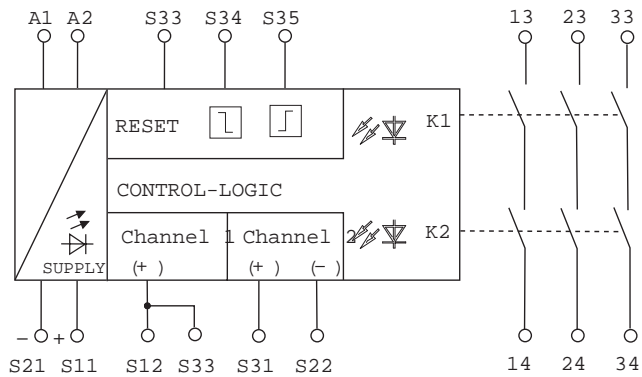 A1 A2 S33 S34 S35 13 23 33
RESET K1
CONTROL-LOGIC
Channel 1 Channel 2 K2
SUPPLY (+ ) (+ ) (- )
- +
S21 S11 S12 S33 S31 S22 14 24 34